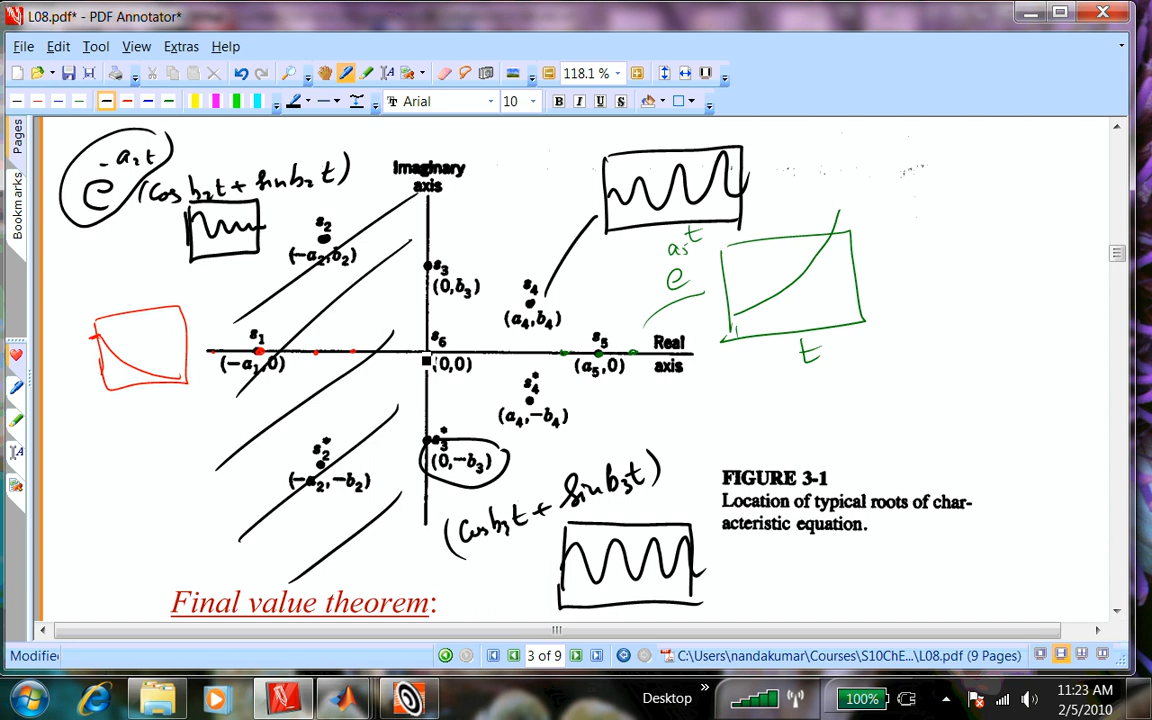 L08.pdf* - PDF Annotator*
File Edit Tool View Extras Help
118.1 %
Arial 10 B I U S
Pages
Bookmarks
e^-a₂t (Cos b₂t + sin b₂ t)
Imaginary
axis
s₂
(−a₂, b₂)
s₃
(0, b₃)
s₄
(a₄, b₄)
e^a₅t
t
s₁
(−a₁, 0)
s₆
(0, 0)
s₅
(a₅, 0)
Real
axis
s₄*
(a₄, −b₄)
s₃*
(0, −b₃)
s₂*
(−a₂, −b₂)
(Cos b₃t + sin b₃t)
FIGURE 3-1
Location of typical roots of char-
acteristic equation.
Final value theorem:
Modifie
3 of 9
C:\Users\nandakumar\Courses\S10ChE...\L08.pdf (9 Pages)
Desktop »
100%
11:23 AM
2/5/2010